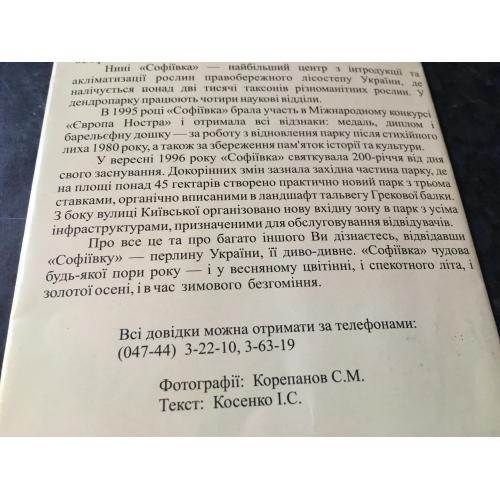 Нині «Софіївка» — найбільший центр з інтродукції та
акліматизації рослин правобережного лісостепу України, де
налічується понад дві тисячі таксонів різноманітних рослин. У
дендропарку працюють чотири наукові відділи.
В 1995 році «Софіївка» брала участь в Міжнародному конкурсі
«Європа Ностра» і отримала всі відзнаки: медаль, диплом і
барельєфну дошку — за роботу з відновлення парку після стихійного
лиха 1980 року, а також за збереження пам'яток історії та культури.
У вересні 1996 року «Софіївка» святкувала 200-річчя від дня
свого заснування. Докорінних змін зазнала західна частина парку, де
на площі понад 45 гектарів створено практично новий парк з трьома
ставками, органічно вписаними в ландшафт тальвегу Грекової балки.
З боку вулиці Київської організовано нову вхідну зону в парк з усіма
інфраструктурами, призначеними для обслуговування відвідувачів.
Про все це та про багато іншого Ви дізнаєтесь, відвідавши
«Софіївку» — перлину України, її диво-дивне. «Софіївка» чудова
будь-якої пори року — і у весняному цвітінні, і спекотного літа, і
золотої осені, і в час зимового безгоміння.
Всі довідки можна отримати за телефонами:
(047-44) 3-22-10, 3-63-19
Фотографії: Корепанов С.М.
Текст: Косенко І.С.